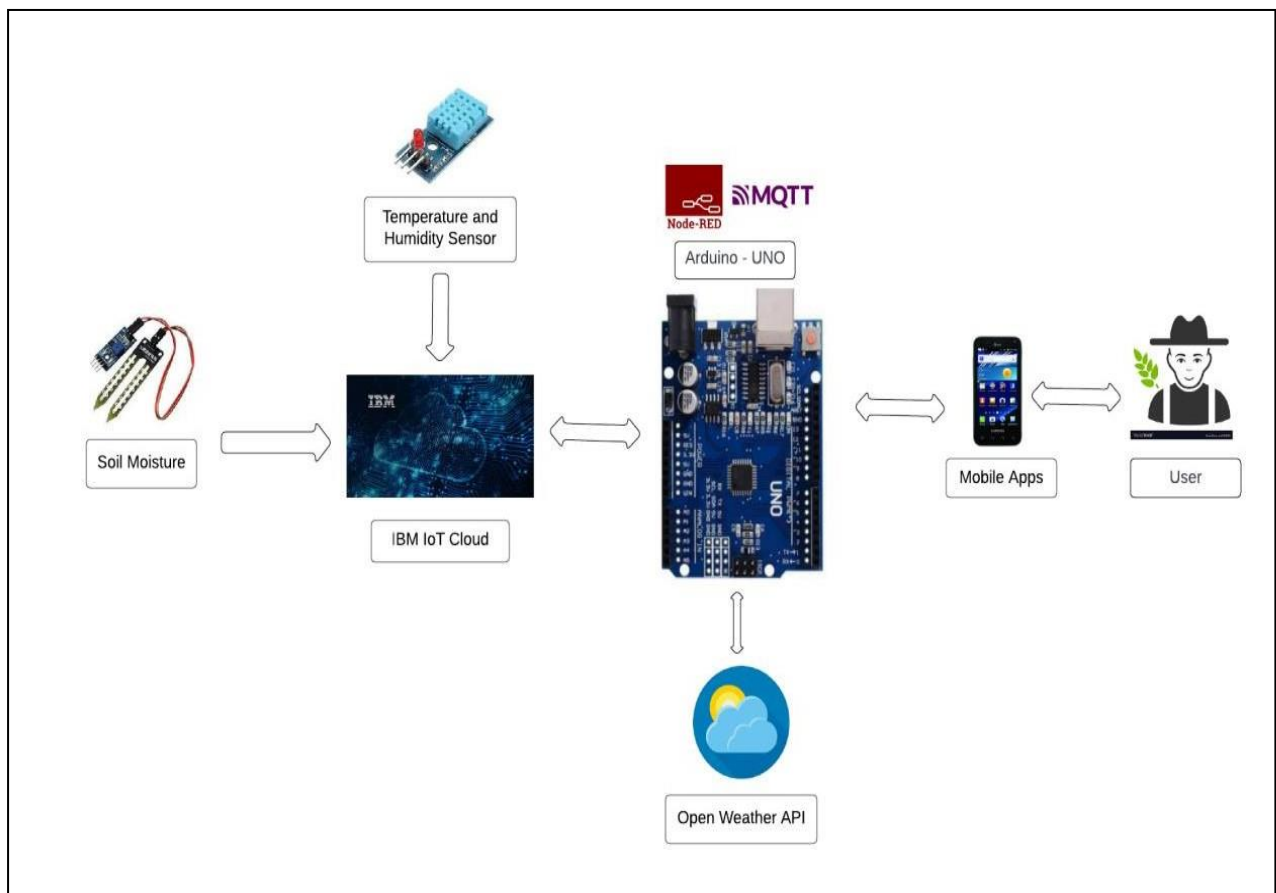 Temperature and
Humidity Sensor
Node-RED
MQTT
Arduino - UNO
Soil Moisture
IBM
IBM IoT Cloud
UNO
Mobile Apps
User
Open Weather API